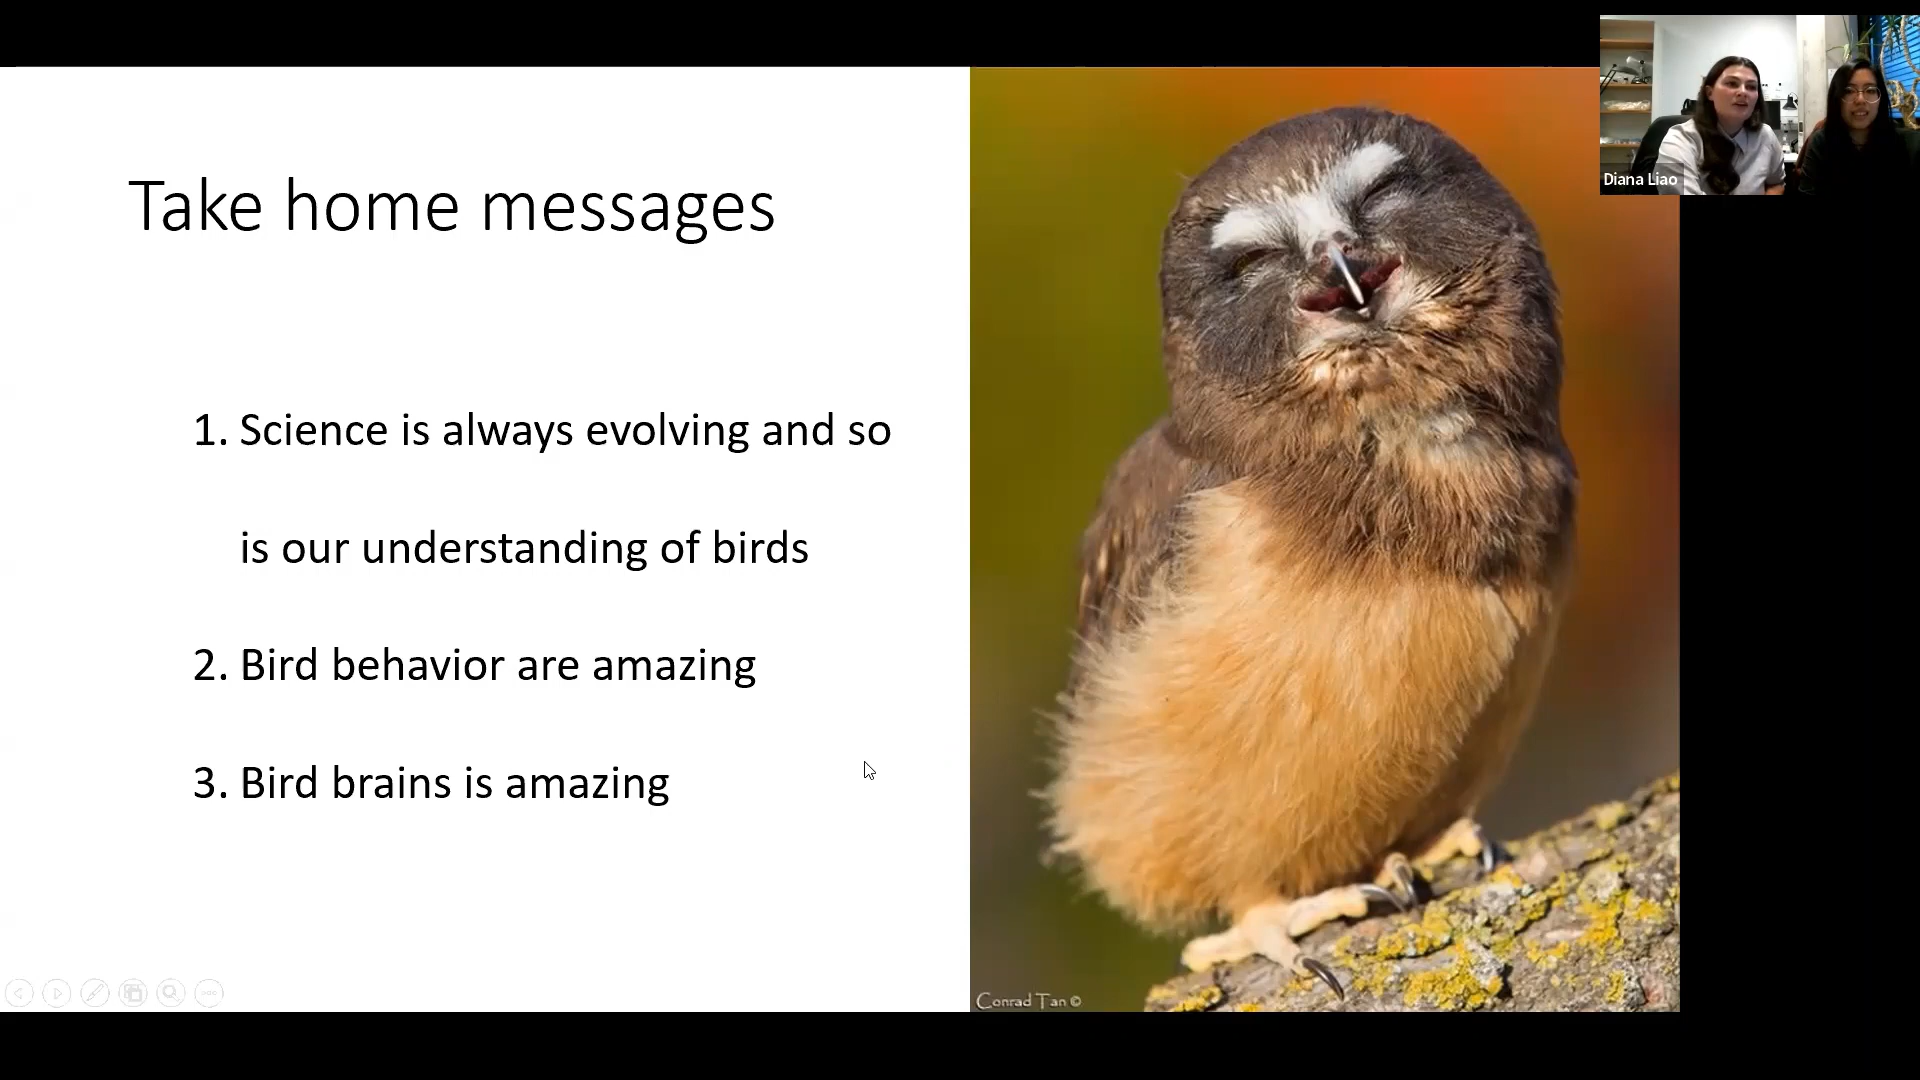 Take home messages
1. Science is always evolving and so
is our understanding of birds
2. Bird behavior are amazing
3. Bird brains is amazing
Conrad Tan ©
Diana Liao